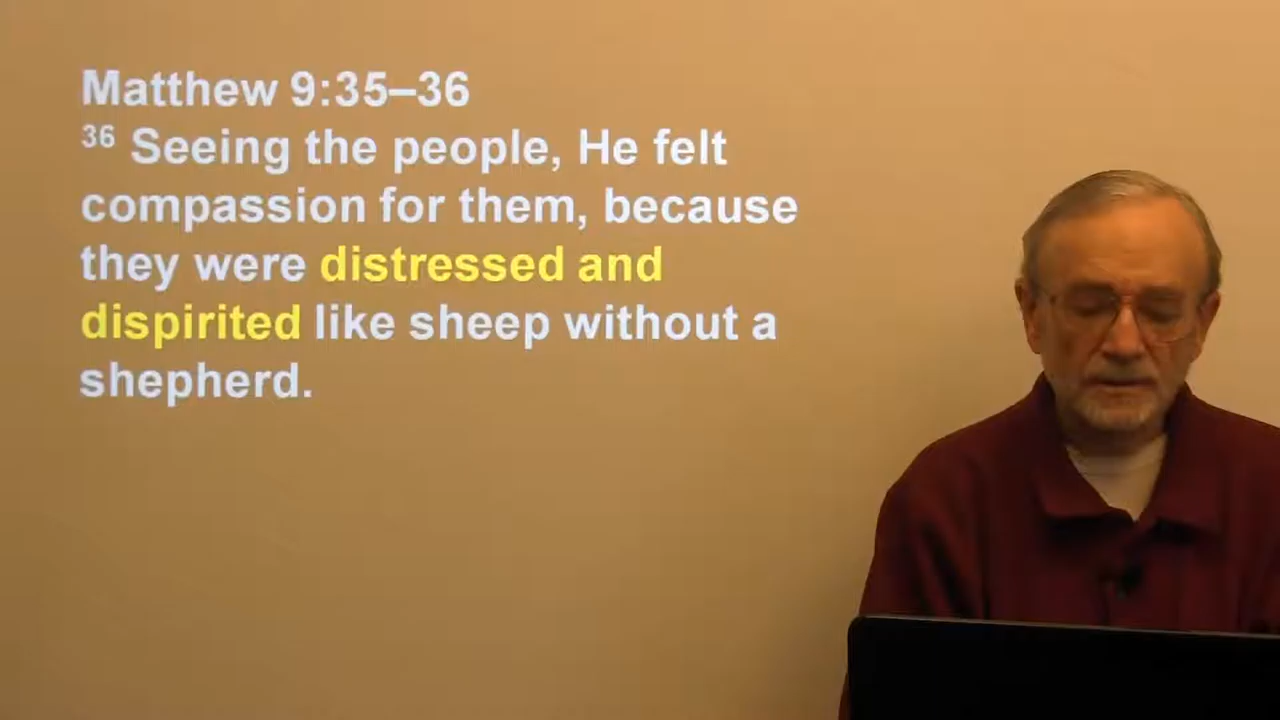 Matthew 9:35–36
36 Seeing the people, He felt
compassion for them, because
they were distressed and
dispirited like sheep without a
shepherd.